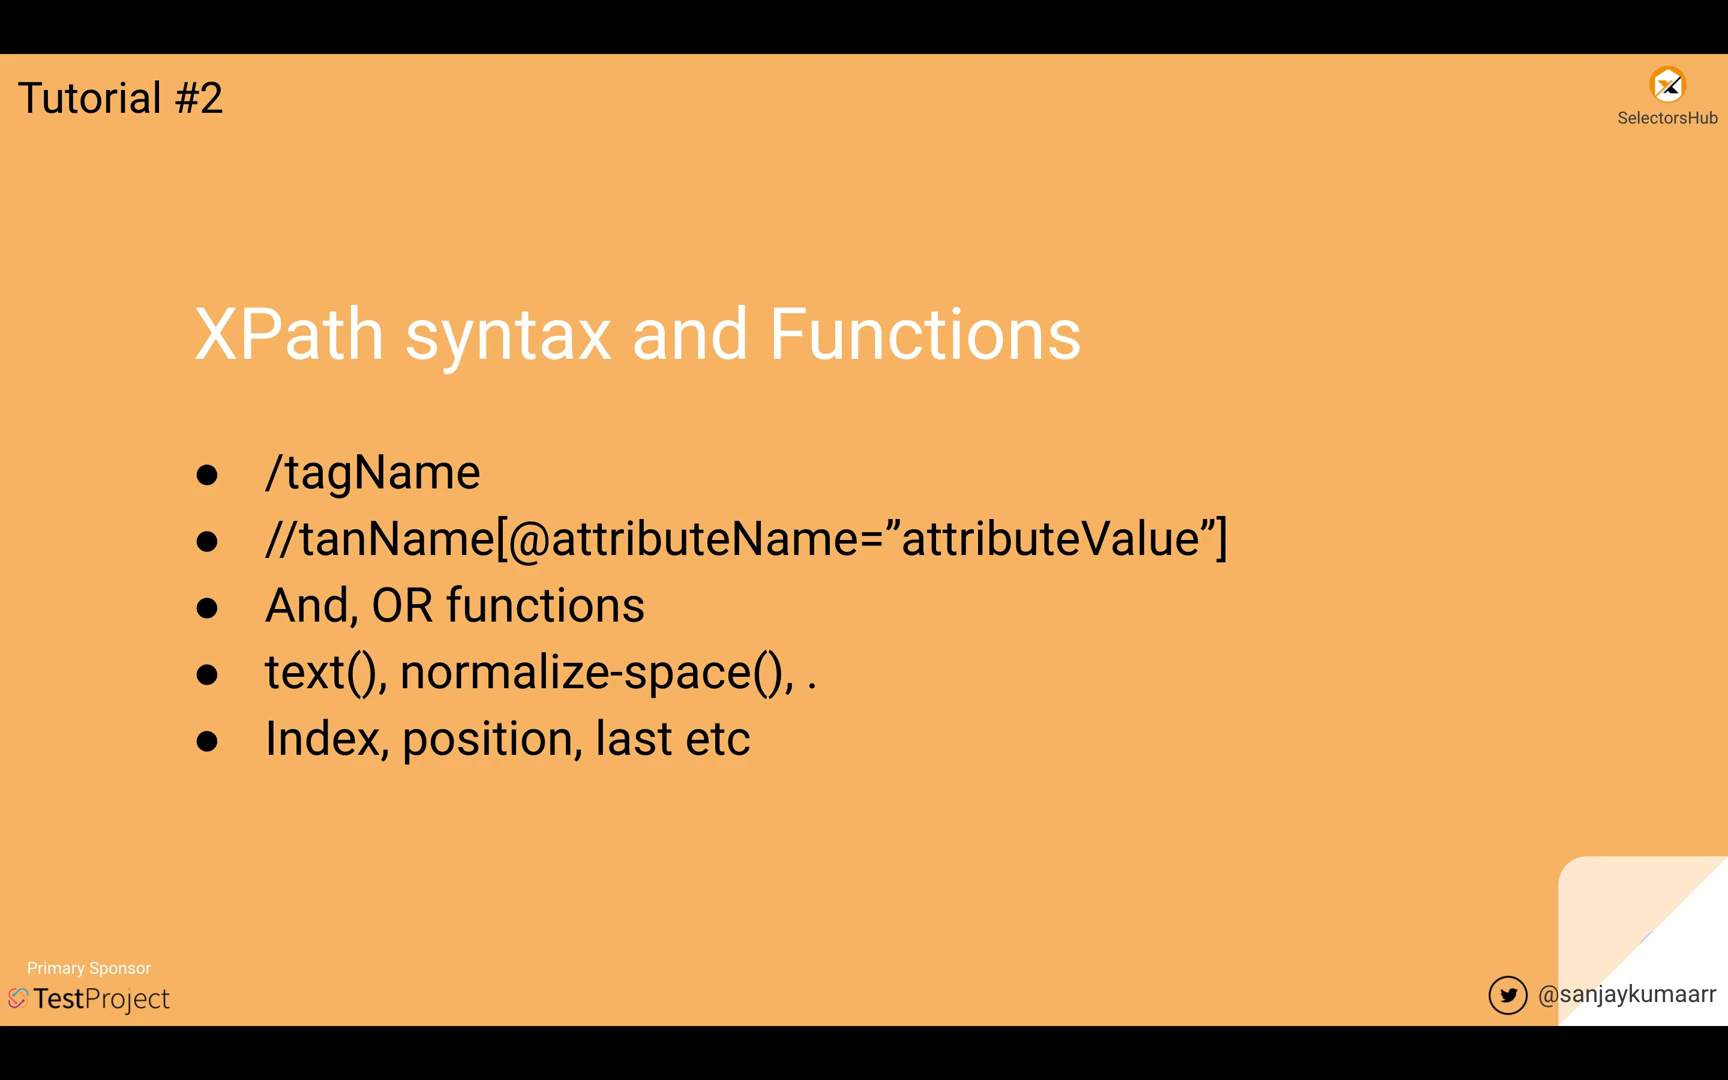 Tutorial #2
SelectorsHub
XPath syntax and Functions
● /tagName
● //tanName[@attributeName=”attributeValue”]
● And, OR functions
● text(), normalize-space(), .
● Index, position, last etc
Primary Sponsor
TestProject
@sanjaykumaarr